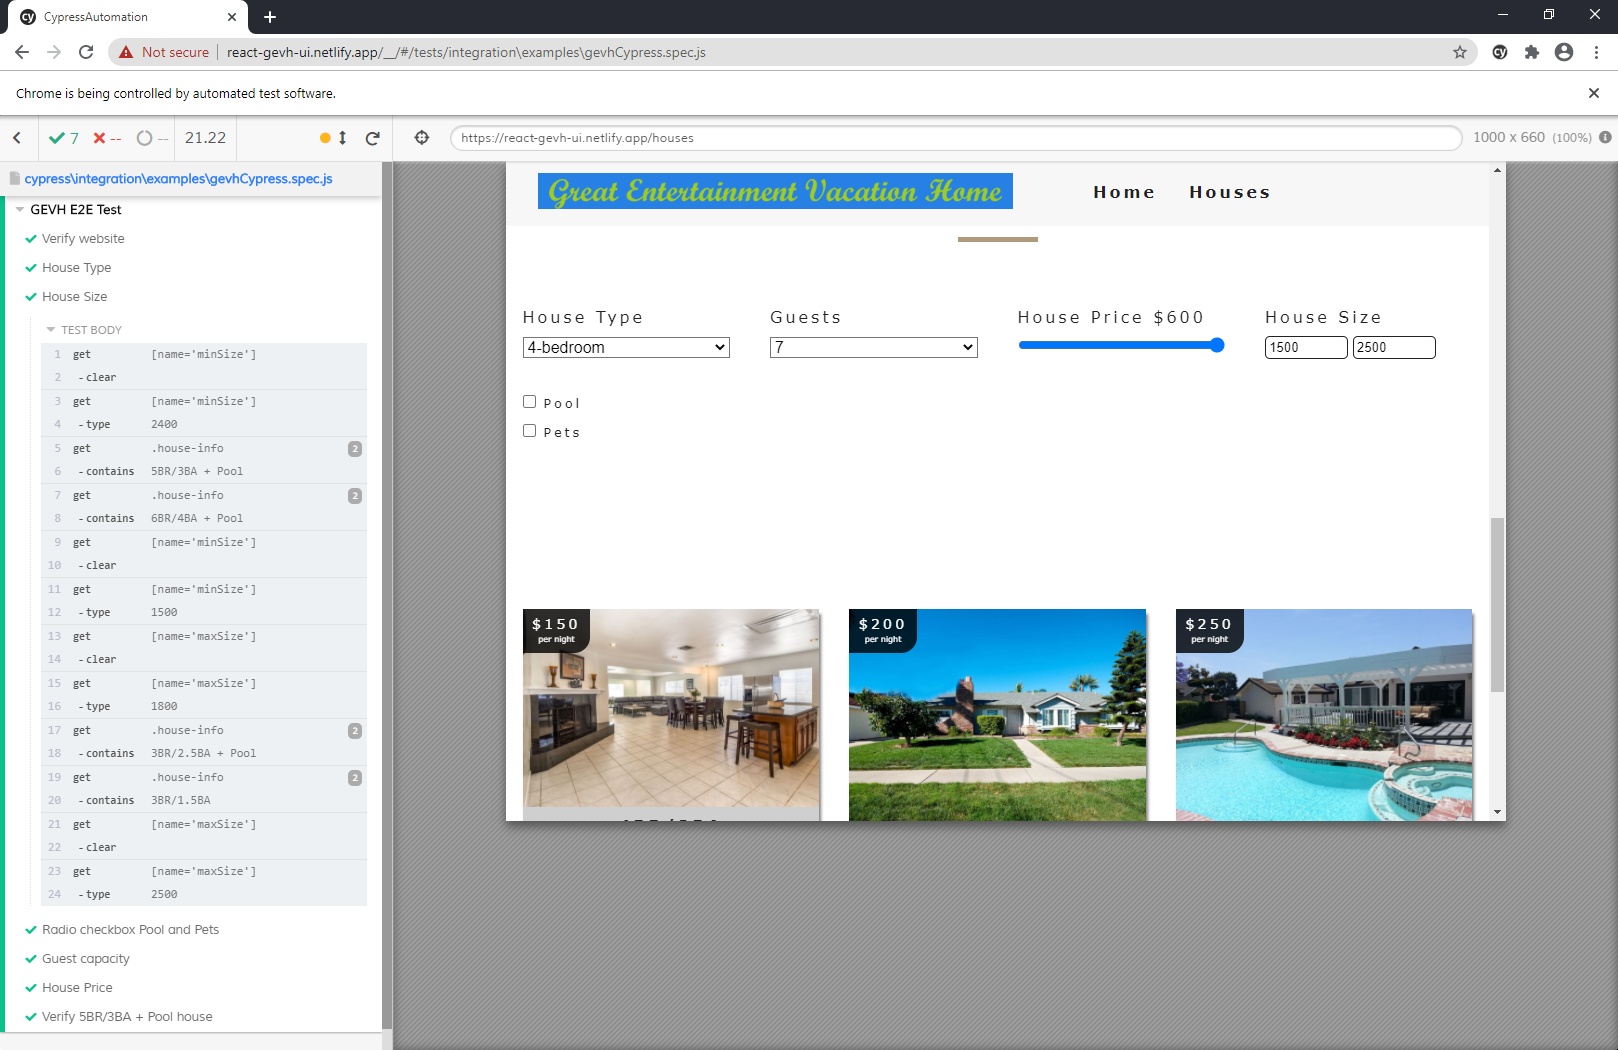 CypressAutomation
Not secure react-gevh-ui.netlify.app/__/#/tests/integration\examples\gevhCypress.spec.js
Chrome is being controlled by automated test software.
7 -- -- 21.22
https://react-gevh-ui.netlify.app/houses
1000 x 660 (100%)
cypress\integration\examples\gevhCypress.spec.js
GEVH E2E Test
Verify website
House Type
House Size
TEST BODY
1 get [name='minSize']
2 -clear
3 get [name='minSize']
4 -type 2400
5 get .house-info 2
6 -contains 5BR/3BA + Pool
7 get .house-info 2
8 -contains 6BR/4BA + Pool
9 get [name='minSize']
10 -clear
11 get [name='minSize']
12 -type 1500
13 get [name='maxSize']
14 -clear
15 get [name='maxSize']
16 -type 1800
17 get .house-info 2
18 -contains 3BR/2.5BA + Pool
19 get .house-info 2
20 -contains 3BR/1.5BA
21 get [name='maxSize']
22 -clear
23 get [name='maxSize']
24 -type 2500
Radio checkbox Pool and Pets
Guest capacity
House Price
Verify 5BR/3BA + Pool house
Great Entertainment Vacation Home
Home Houses
House Type Guests House Price $600 House Size
4-bedroom 7 1500 2500
Pool
Pets
$150
per night
$200
per night
$250
per night